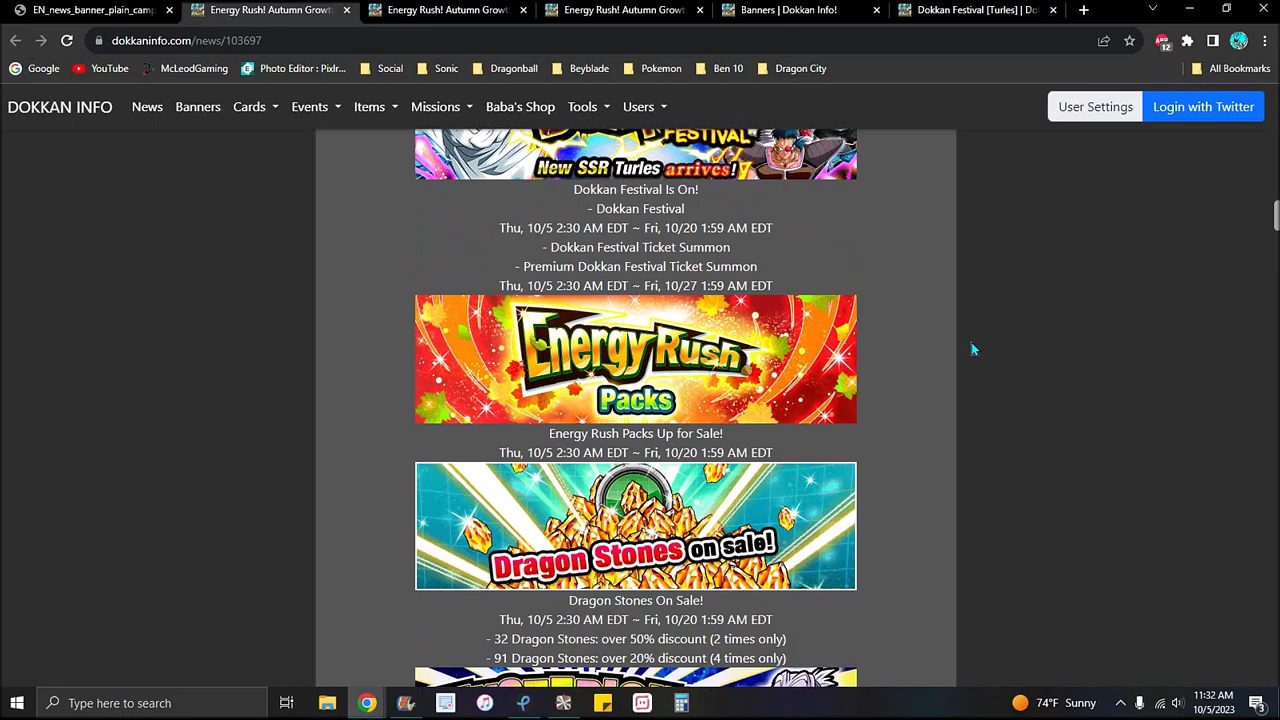 EN_news_banner_plain_camp
Energy Rush! Autumn Growt
Energy Rush! Autumn Growt
Energy Rush! Autumn Growt
Banners | Dokkan Info!
Dokkan Festival [Turles] | Do
dokkaninfo.com/news/103697
12
Google
YouTube
McLeodGaming
Photo Editor : Pixlr...
Social
Sonic
Dragonball
Beyblade
Pokemon
Ben 10
Dragon City
All Bookmarks
DOKKAN INFO
News
Banners
Cards
Events
Items
Missions
Baba's Shop
Tools
Users
User Settings
Login with Twitter
FESTIVAL
New SSR Turles arrives!
Dokkan Festival Is On!
- Dokkan Festival
Thu, 10/5 2:30 AM EDT ~ Fri, 10/20 1:59 AM EDT
- Dokkan Festival Ticket Summon
- Premium Dokkan Festival Ticket Summon
Thu, 10/5 2:30 AM EDT ~ Fri, 10/27 1:59 AM EDT
Energy Rush
Packs
Energy Rush Packs Up for Sale!
Thu, 10/5 2:30 AM EDT ~ Fri, 10/20 1:59 AM EDT
Dragon Stones on sale!
Dragon Stones On Sale!
Thu, 10/5 2:30 AM EDT ~ Fri, 10/20 1:59 AM EDT
- 32 Dragon Stones: over 50% discount (2 times only)
- 91 Dragon Stones: over 20% discount (4 times only)
Type here to search
74°F Sunny
11:32 AM
10/5/2023
3